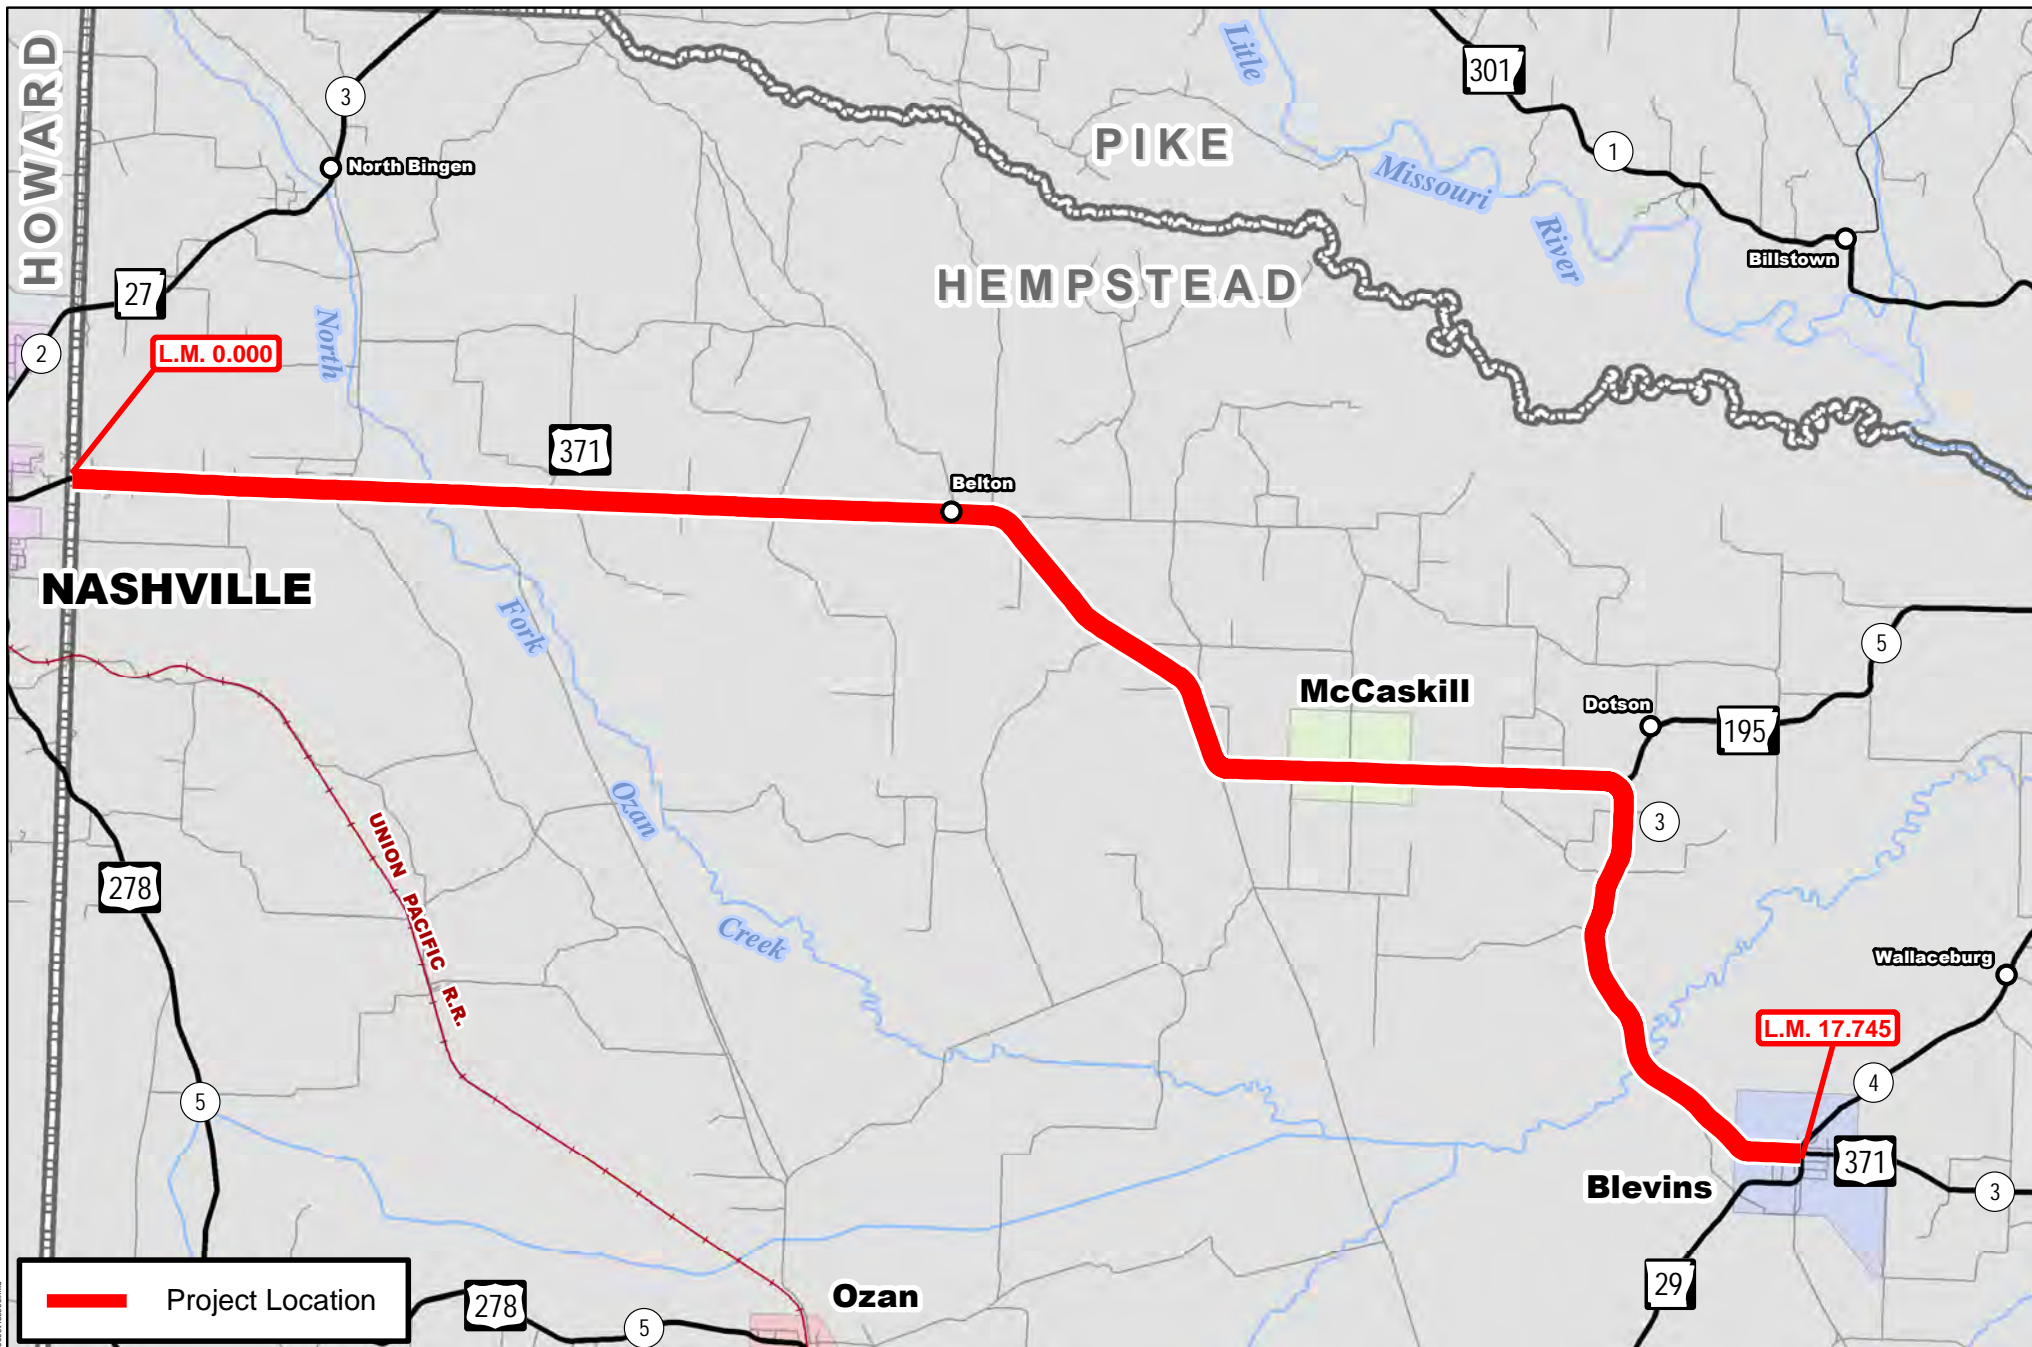 HOWARD
3
North Bingen
27
2
L.M. 0.000
North
Little
Missouri
River
PIKE
HEMPSTEAD
301
1
Billstown
371
Belton
NASHVILLE
Fork
Ozan
Creek
McCaskill
Dotson
195
5
3
278
UNION PACIFIC R.R.
5
Wallaceburg
L.M. 17.745
4
371
3
Blevins
29
Project Location
278
5
Ozan